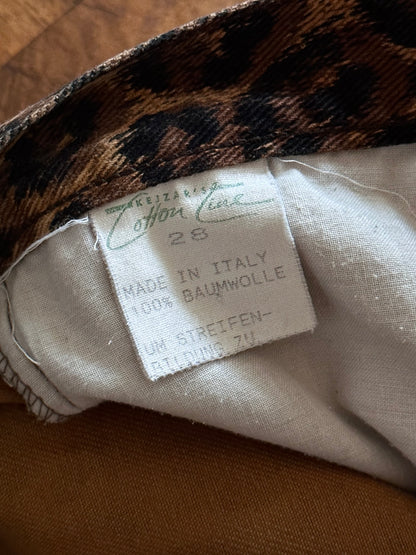 Cotton Line
28
MADE IN ITALY
100% BAUMWOLLE
UM STREIFEN-
BILDUNG ZU